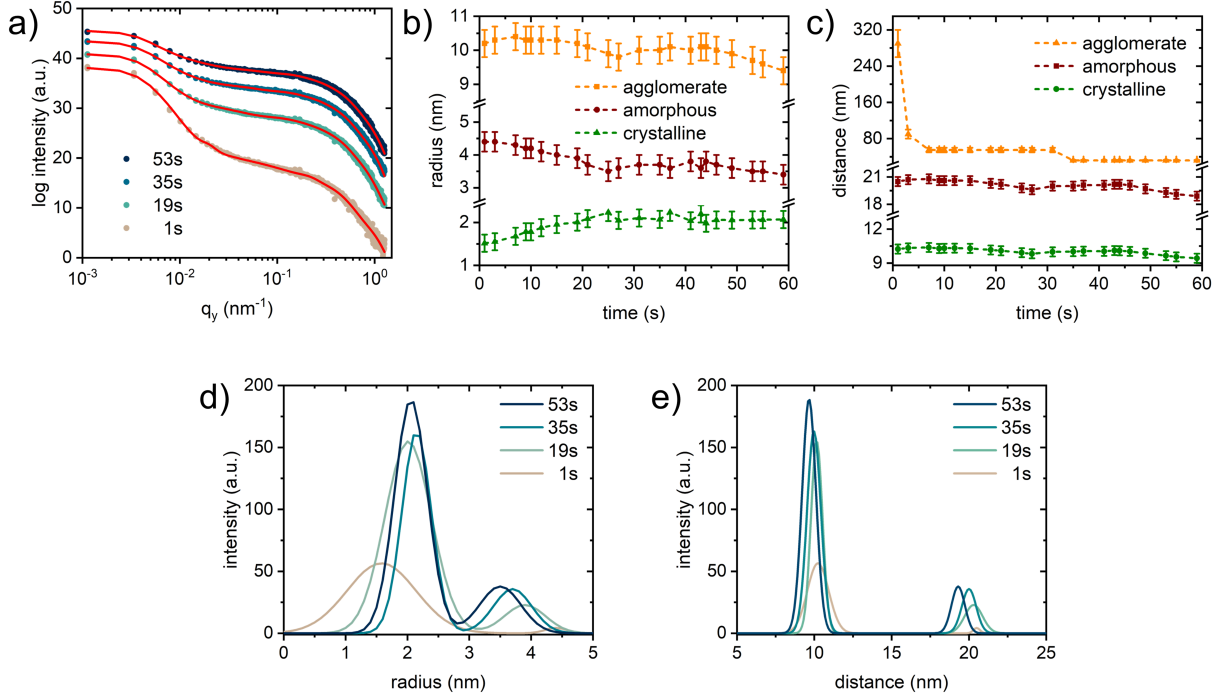 a)
log intensity (a.u.)
50
40
30
20
10
0
53s
35s
19s
1s
10⁻³
10⁻²
10⁻¹
10⁰
q_y (nm⁻¹)
b)
radius (nm)
11
10
9
5
4
3
2
1
agglomerate
amorphous
crystalline
0 10 20 30 40 50 60
time (s)
c)
distance (nm)
320
240
160
80
21
18
12
9
agglomerate
amorphous
crystalline
0 10 20 30 40 50 60
time (s)
d)
intensity (a.u.)
200
150
100
50
0
53s
35s
19s
1s
0 1 2 3 4 5
radius (nm)
e)
intensity (a.u.)
200
150
100
50
0
53s
35s
19s
1s
5 10 15 20 25
distance (nm)